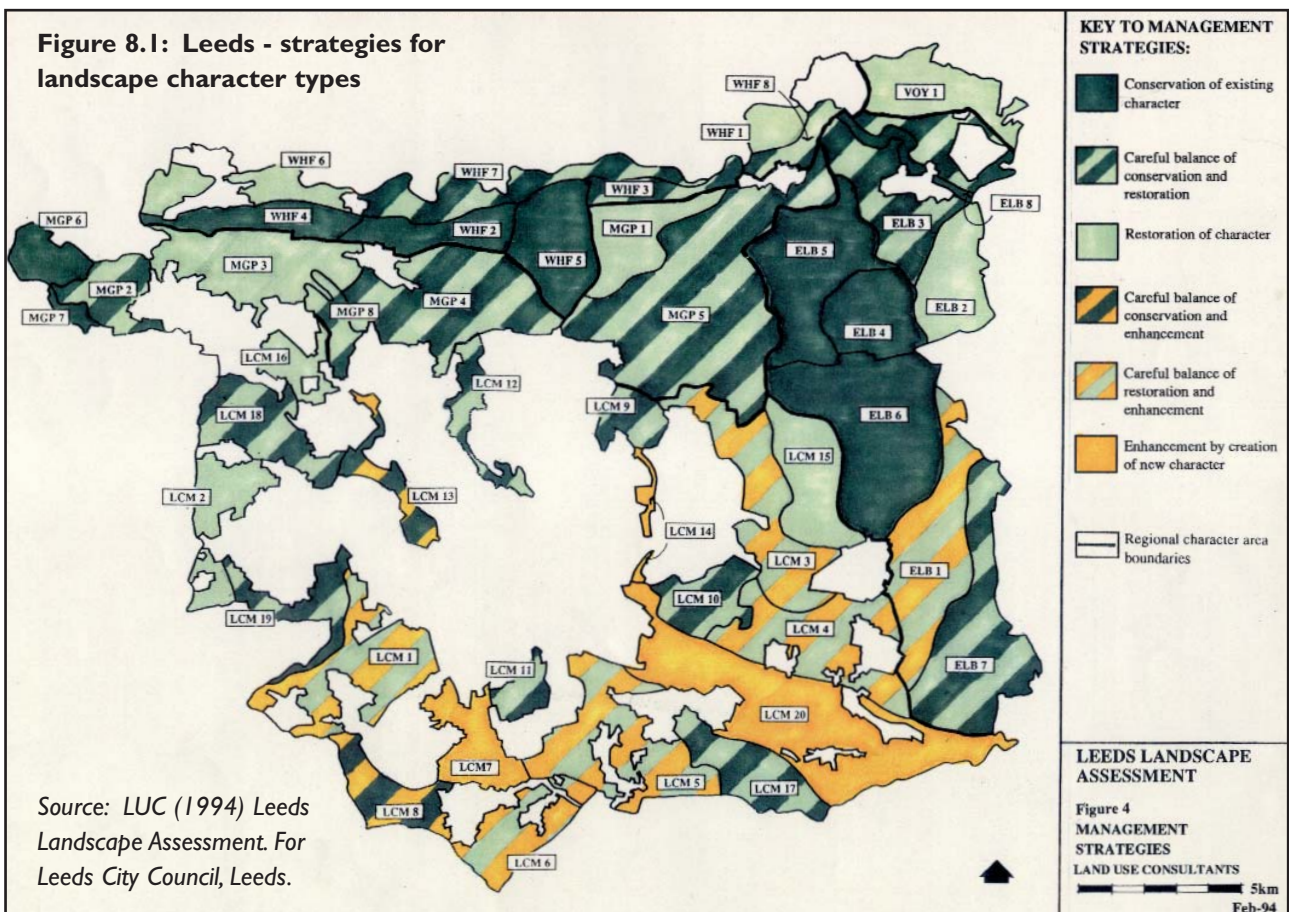 Figure 8.1: Leeds - strategies for
landscape character types
WHF 8
VOY 1
WHF 1
WHF 6
WHF 7
WHF 3
ELB 8
MGP 6
WHF 4
WHF 2
MGP 1
ELB 3
MGP 3
WHF 5
ELB 5
MGP 2
MGP 8
MGP 4
MGP 5
ELB 2
MGP 7
ELB 4
LCM 16
LCM 12
LCM 18
LCM 9
ELB 6
LCM 15
LCM 2
LCM 13
LCM 14
LCM 3
ELB 1
LCM 10
LCM 19
LCM 4
LCM 1
LCM 11
ELB 7
LCM 20
LCM7
LCM 5
LCM 17
LCM 8
LCM 6
Source: LUC (1994) Leeds
Landscape Assessment. For
Leeds City Council, Leeds.
KEY TO MANAGEMENT
STRATEGIES:
Conservation of existing
character
Careful balance of
conservation and
restoration
Restoration of character
Careful balance of
conservation and
enhancement
Careful balance of
restoration and
enhancement
Enhancement by creation
of new character
Regional character area
boundaries
LEEDS LANDSCAPE
ASSESSMENT
Figure 4
MANAGEMENT
STRATEGIES
LAND USE CONSULTANTS
5km
Feb-94